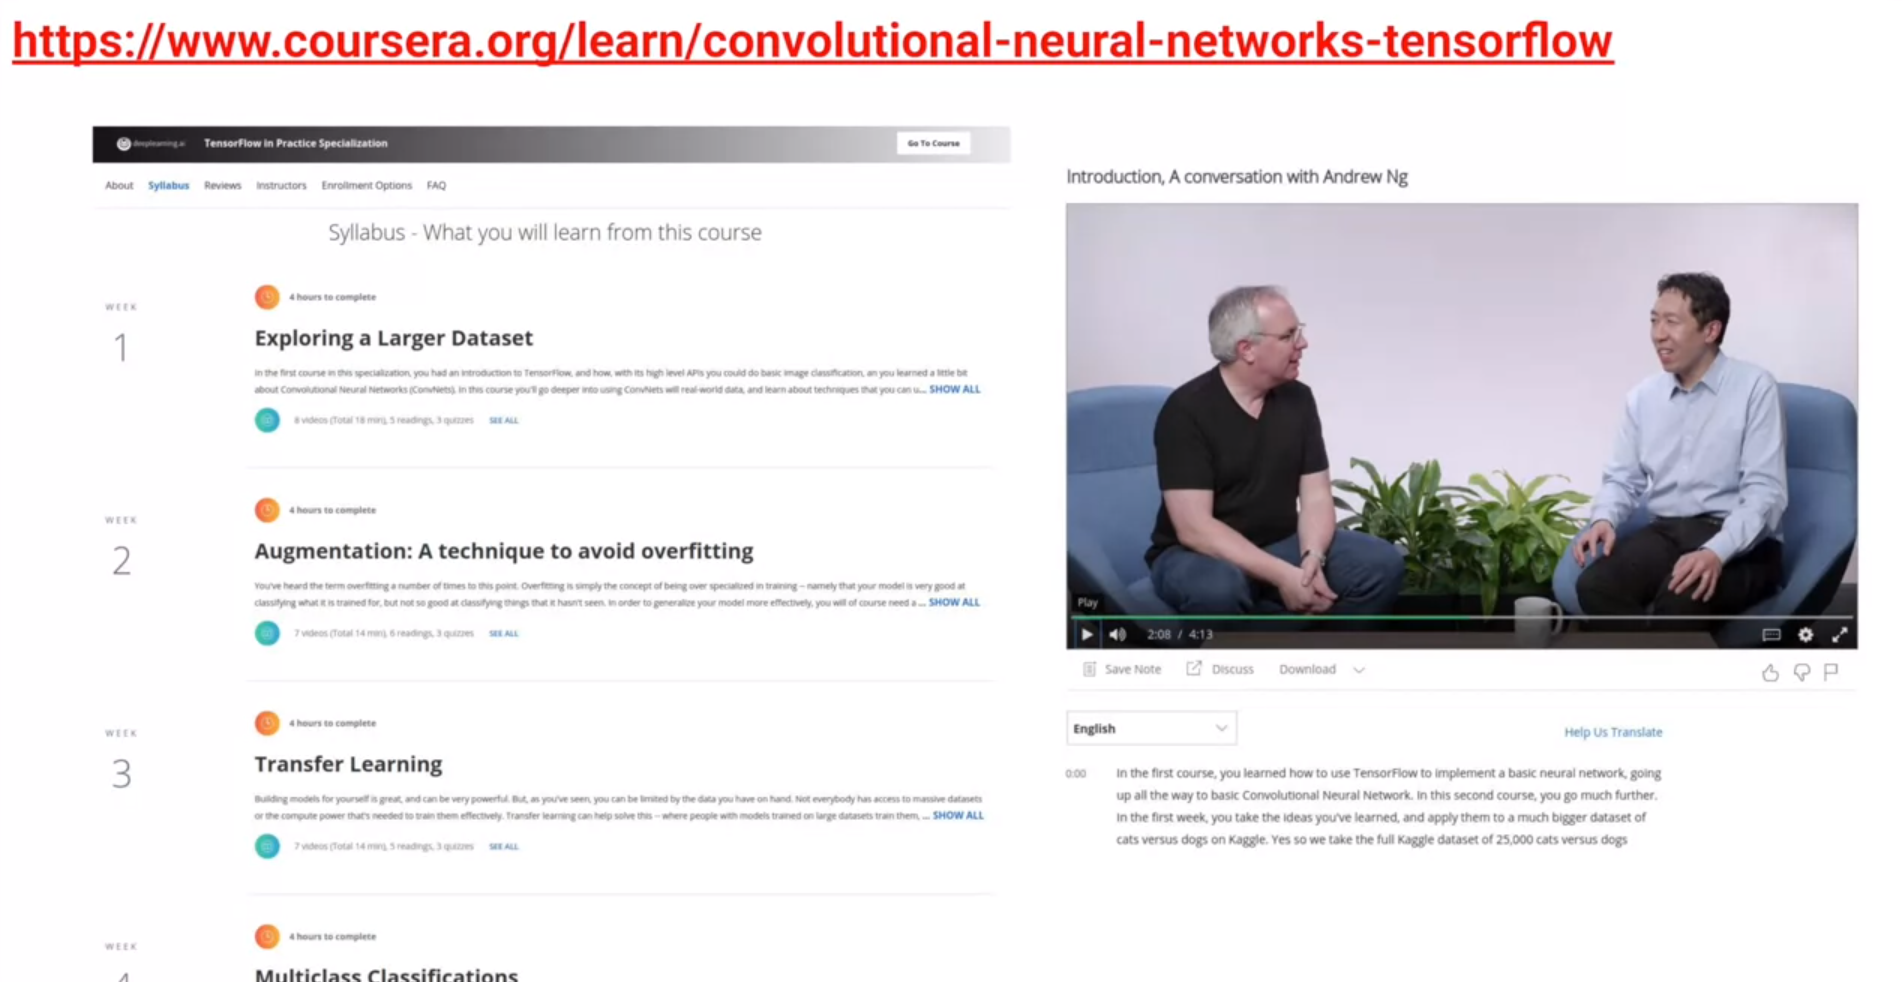 https://www.coursera.org/learn/convolutional-neural-networks-tensorflow
deeplearning.ai
TensorFlow in Practice Specialization
Go To Course
About Syllabus Reviews Instructors Enrollment Options FAQ
Syllabus - What you will learn from this course
WEEK
1
4 hours to complete
Exploring a Larger Dataset
In the first course in this specialization, you had an introduction to TensorFlow, and how, with its high level APIs you could do basic image classification, an you learned a little bit
about Convolutional Neural Networks (ConvNets). In this course you'll go deeper into using ConvNets will real-world data, and learn about techniques that you can u... SHOW ALL
8 videos (Total 18 min), 5 readings, 3 quizzes SEE ALL
WEEK
2
4 hours to complete
Augmentation: A technique to avoid overfitting
You've heard the term overfitting a number of times to this point. Overfitting is simply the concept of being over specialized in training -- namely that your model is very good at
classifying what it is trained for, but not so good at classifying things that it hasn't seen. In order to generalize your model more effectively, you will of course need a ... SHOW ALL
7 videos (Total 14 min), 6 readings, 3 quizzes SEE ALL
WEEK
3
4 hours to complete
Transfer Learning
Building models for yourself is great, and can be very powerful. But, as you've seen, you can be limited by the data you have on hand. Not everybody has access to massive datasets
or the compute power that's needed to train them effectively. Transfer learning can help solve this -- where people with models trained on large datasets train them, ... SHOW ALL
7 videos (Total 14 min), 5 readings, 3 quizzes SEE ALL
WEEK
4
4 hours to complete
Multiclass Classifications
Introduction, A conversation with Andrew Ng
Play
2:08 / 4:13
Save Note Discuss Download
English
Help Us Translate
0:00 In the first course, you learned how to use TensorFlow to implement a basic neural network, going
up all the way to basic Convolutional Neural Network. In this second course, you go much further.
In the first week, you take the ideas you've learned, and apply them to a much bigger dataset of
cats versus dogs on Kaggle. Yes so we take the full Kaggle dataset of 25,000 cats versus dogs